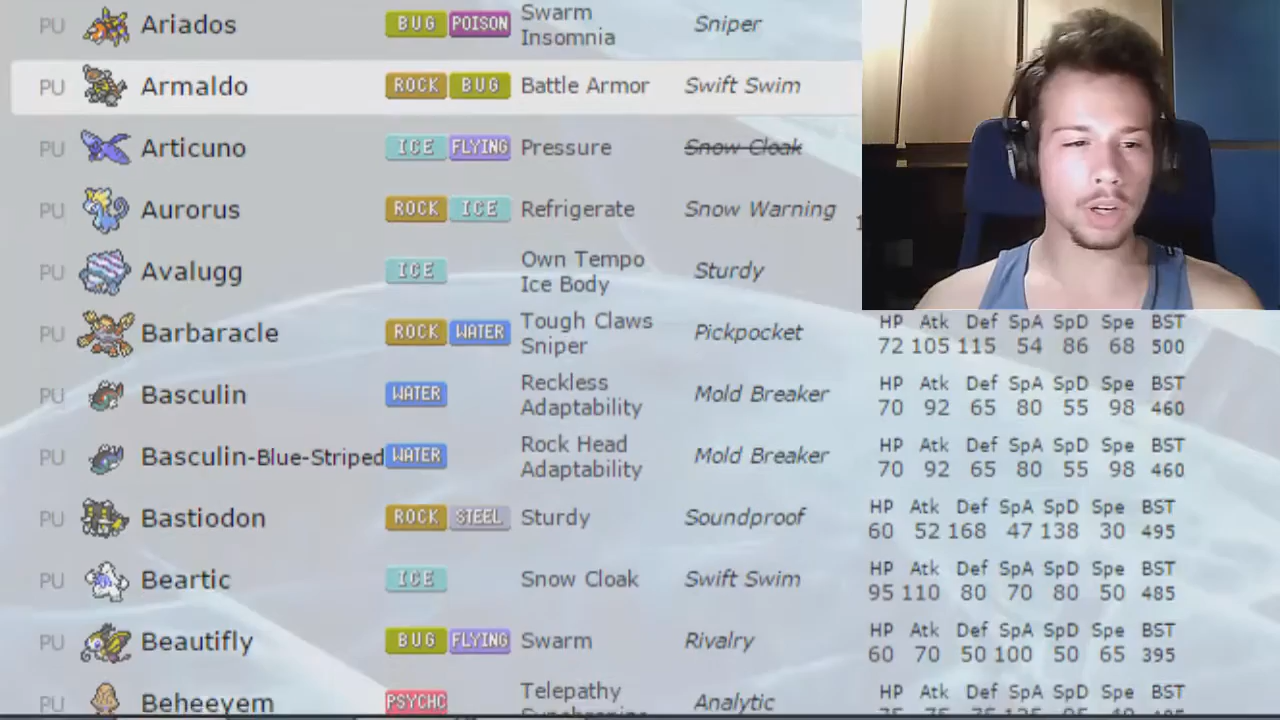 PU Ariados BUG POISON Swarm Insomnia Sniper
PU Armaldo ROCK BUG Battle Armor Swift Swim
PU Articuno ICE FLYING Pressure Snow Cloak
PU Aurorus ROCK ICE Refrigerate Snow Warning
PU Avalugg ICE Own Tempo Ice Body Sturdy
PU Barbaracle ROCK WATER Tough Claws Sniper Pickpocket HP Atk Def SpA SpD Spe BST
72 105 115 54 86 68 500
PU Basculin WATER Reckless Adaptability Mold Breaker HP Atk Def SpA SpD Spe BST
70 92 65 80 55 98 460
PU Basculin-Blue-Striped WATER Rock Head Adaptability Mold Breaker HP Atk Def SpA SpD Spe BST
70 92 65 80 55 98 460
PU Bastiodon ROCK STEEL Sturdy Soundproof HP Atk Def SpA SpD Spe BST
60 52 168 47 138 30 495
PU Beartic ICE Snow Cloak Swift Swim HP Atk Def SpA SpD Spe BST
95 110 80 70 80 50 485
PU Beautifly BUG FLYING Swarm Rivalry HP Atk Def SpA SpD Spe BST
60 70 50 100 50 65 395
PU Beheeyem PSYCHC Telepathy Analytic HP Atk Def SpA SpD Spe BST